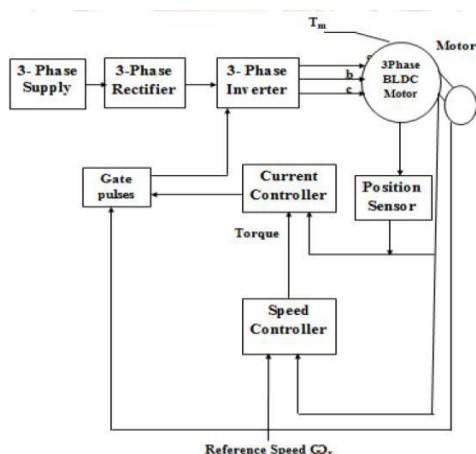 Tm
Motor
3- Phase
Supply
3-Phase
Rectifier
3- Phase
Inverter
b
c
3Phase
BLDC
Motor
Gate
pulses
Current
Controller
Position
Sensor
Torque
Speed
Controller
Reference Speed ωr